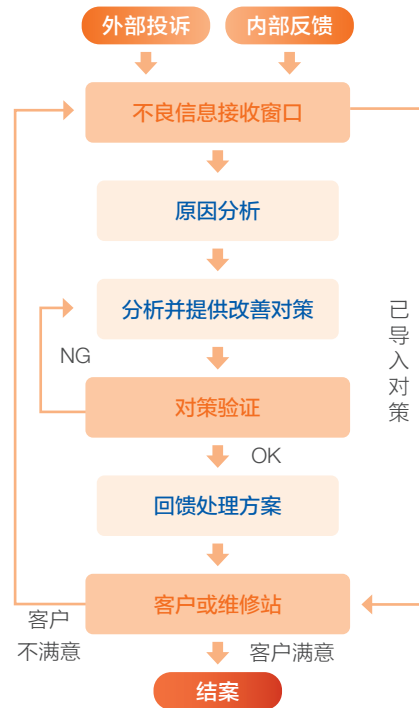 外部投诉
内部反馈
不良信息接收窗口
原因分析
分析并提供改善对策
NG
已导入对策
对策验证
OK
回馈处理方案
客户或维修站
客户
不满意
客户满意
结案